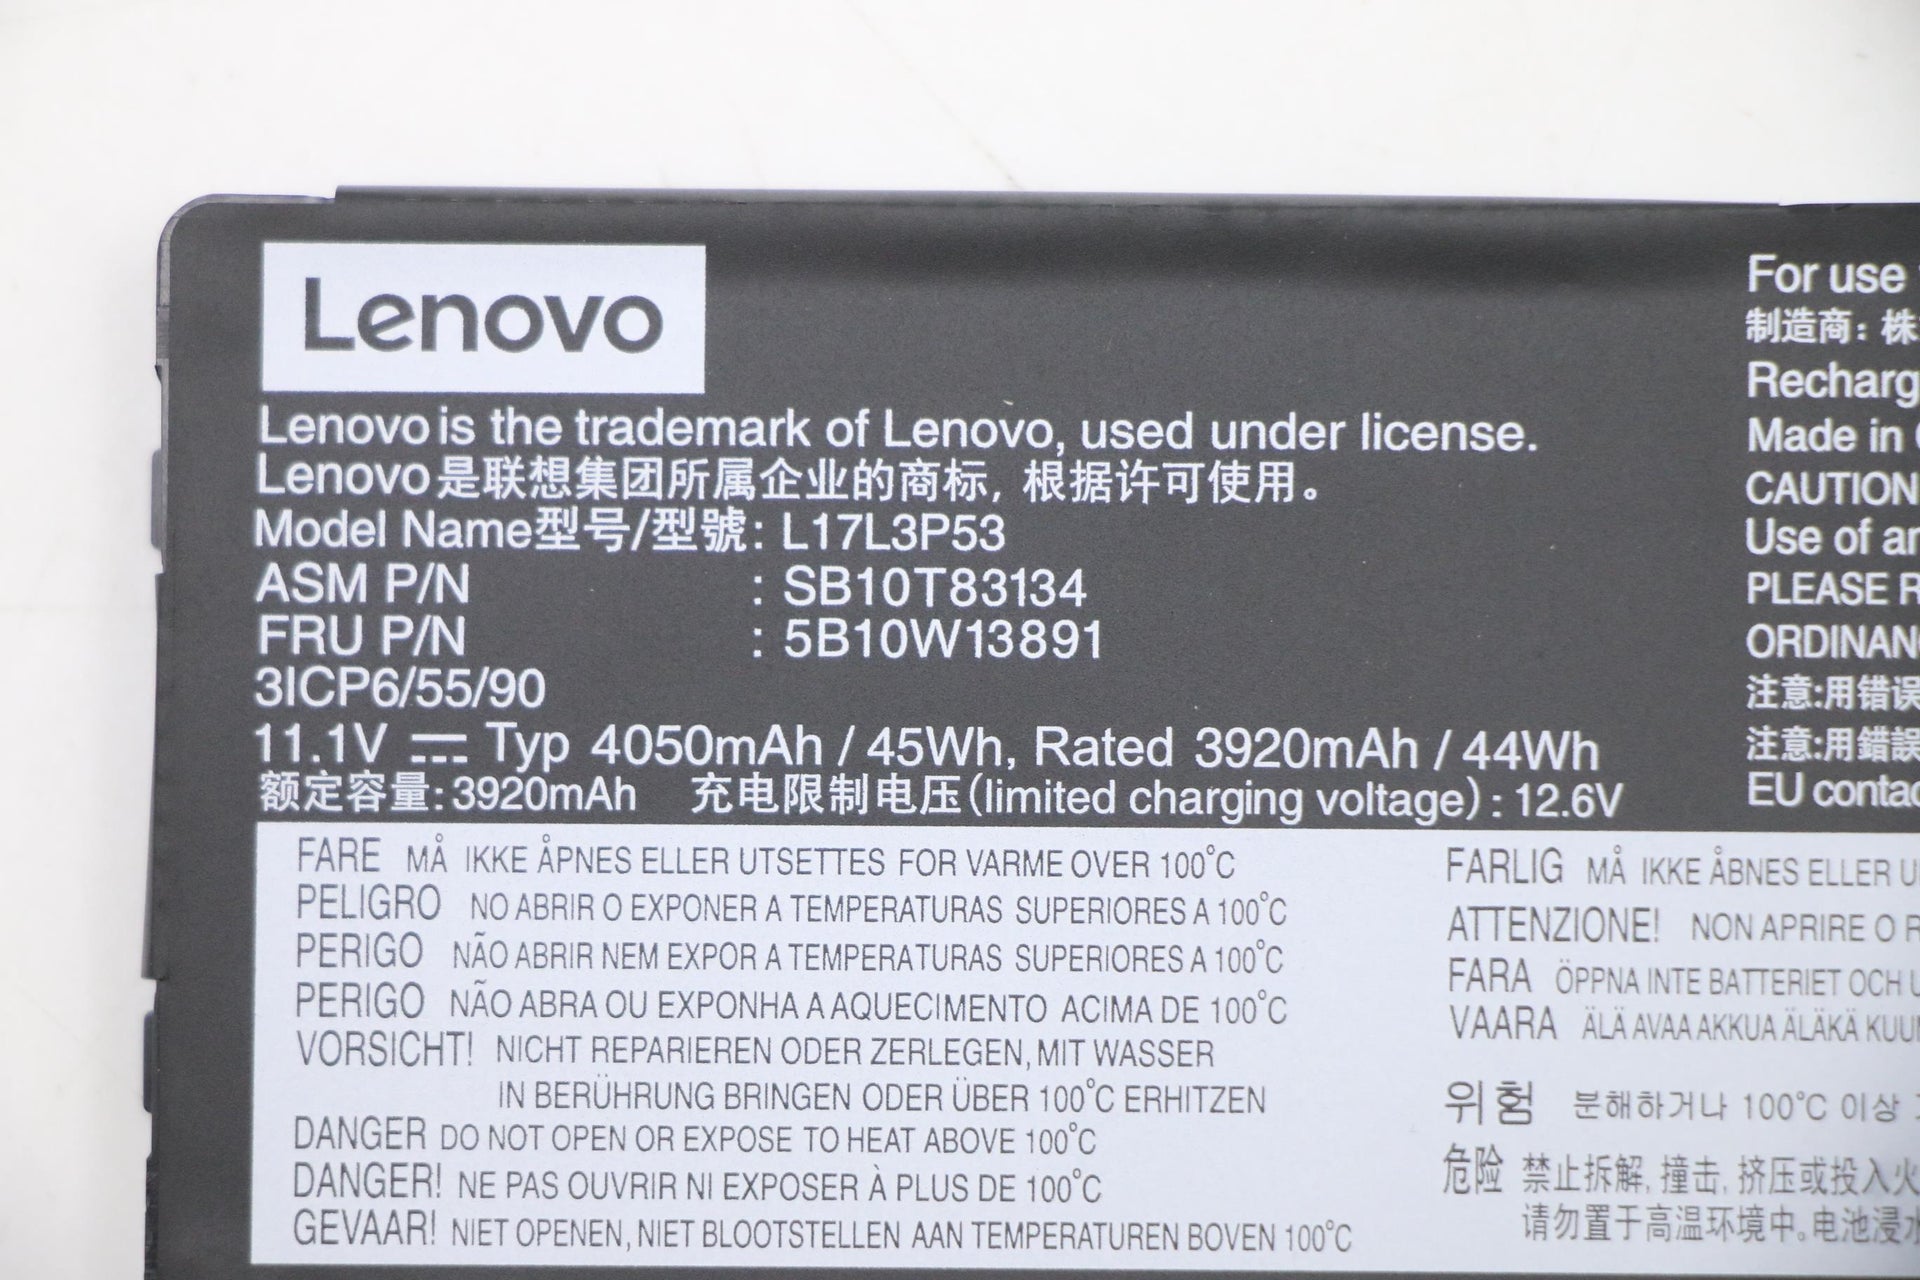 Lenovo
Lenovo is the trademark of Lenovo, used under license.
Lenovo是联想集团所属企业的商标，根据许可使用。
Model Name型号/型號: L17L3P53
ASM P/N : SB10T83134
FRU P/N : 5B10W13891
3ICP6/55/90
11.1V ⎓ Typ 4050mAh / 45Wh, Rated 3920mAh / 44Wh
额定容量: 3920mAh 充电限制电压(limited charging voltage) : 12.6V
For use
制造商: 株
Recharg
Made in
CAUTION
Use of an
PLEASE R
ORDINANC
注意:用错误
注意:用錯誤
EU contac
FARE MÅ IKKE ÅPNES ELLER UTSETTES FOR VARME OVER 100°C
PELIGRO NO ABRIR O EXPONER A TEMPERATURAS SUPERIORES A 100°C
PERIGO NÃO ABRIR NEM EXPOR A TEMPERATURAS SUPERIORES A 100°C
PERIGO NÃO ABRA OU EXPONHA A AQUECIMENTO ACIMA DE 100°C
VORSICHT! NICHT REPARIEREN ODER ZERLEGEN, MIT WASSER
IN BERÜHRUNG BRINGEN ODER ÜBER 100°C ERHITZEN
DANGER DO NOT OPEN OR EXPOSE TO HEAT ABOVE 100°C
DANGER! NE PAS OUVRIR NI EXPOSER À PLUS DE 100°C
GEVAAR! NIET OPENEN, NIET BLOOTSTELLEN AAN TEMPERATUREN BOVEN 100°C
FARLIG MÅ IKKE ÅBNES ELLER U
ATTENZIONE! NON APRIRE O R
FARA ÖPPNA INTE BATTERIET OCH U
VAARA ÄLÄ AVAA AKKUA ÄLÄKÄ KUU
위험 분해하거나 100°C 이상
危险 禁止拆解, 撞击, 挤压或投入火
请勿置于高温环境中。电池浸水